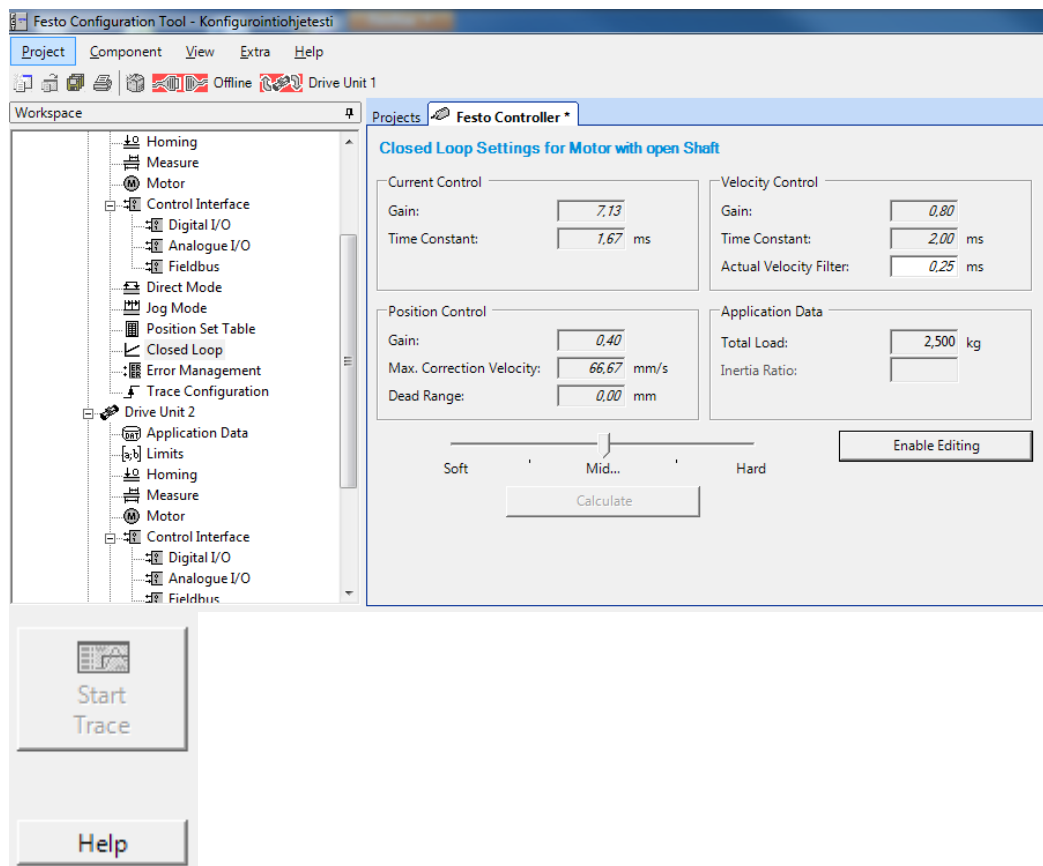 Festo Configuration Tool - Konfigurointiohjetesti
Project Component View Extra Help
Offline Drive Unit 1
Workspace
Projects Festo Controller *
Homing
Measure
Motor
Control Interface
Digital I/O
Analogue I/O
Fieldbus
Direct Mode
Jog Mode
Position Set Table
Closed Loop
Error Management
Trace Configuration
Drive Unit 2
Application Data
Limits
Homing
Measure
Motor
Control Interface
Digital I/O
Analogue I/O
Fieldbus
Closed Loop Settings for Motor with open Shaft
Current Control
Gain: 7,13
Time Constant: 1,67 ms
Velocity Control
Gain: 0,80
Time Constant: 2,00 ms
Actual Velocity Filter: 0,25 ms
Position Control
Gain: 0,40
Max. Correction Velocity: 66,67 mm/s
Dead Range: 0,00 mm
Application Data
Total Load: 2,500 kg
Inertia Ratio:
Soft Mid... Hard
Enable Editing
Calculate
Start
Trace
Help